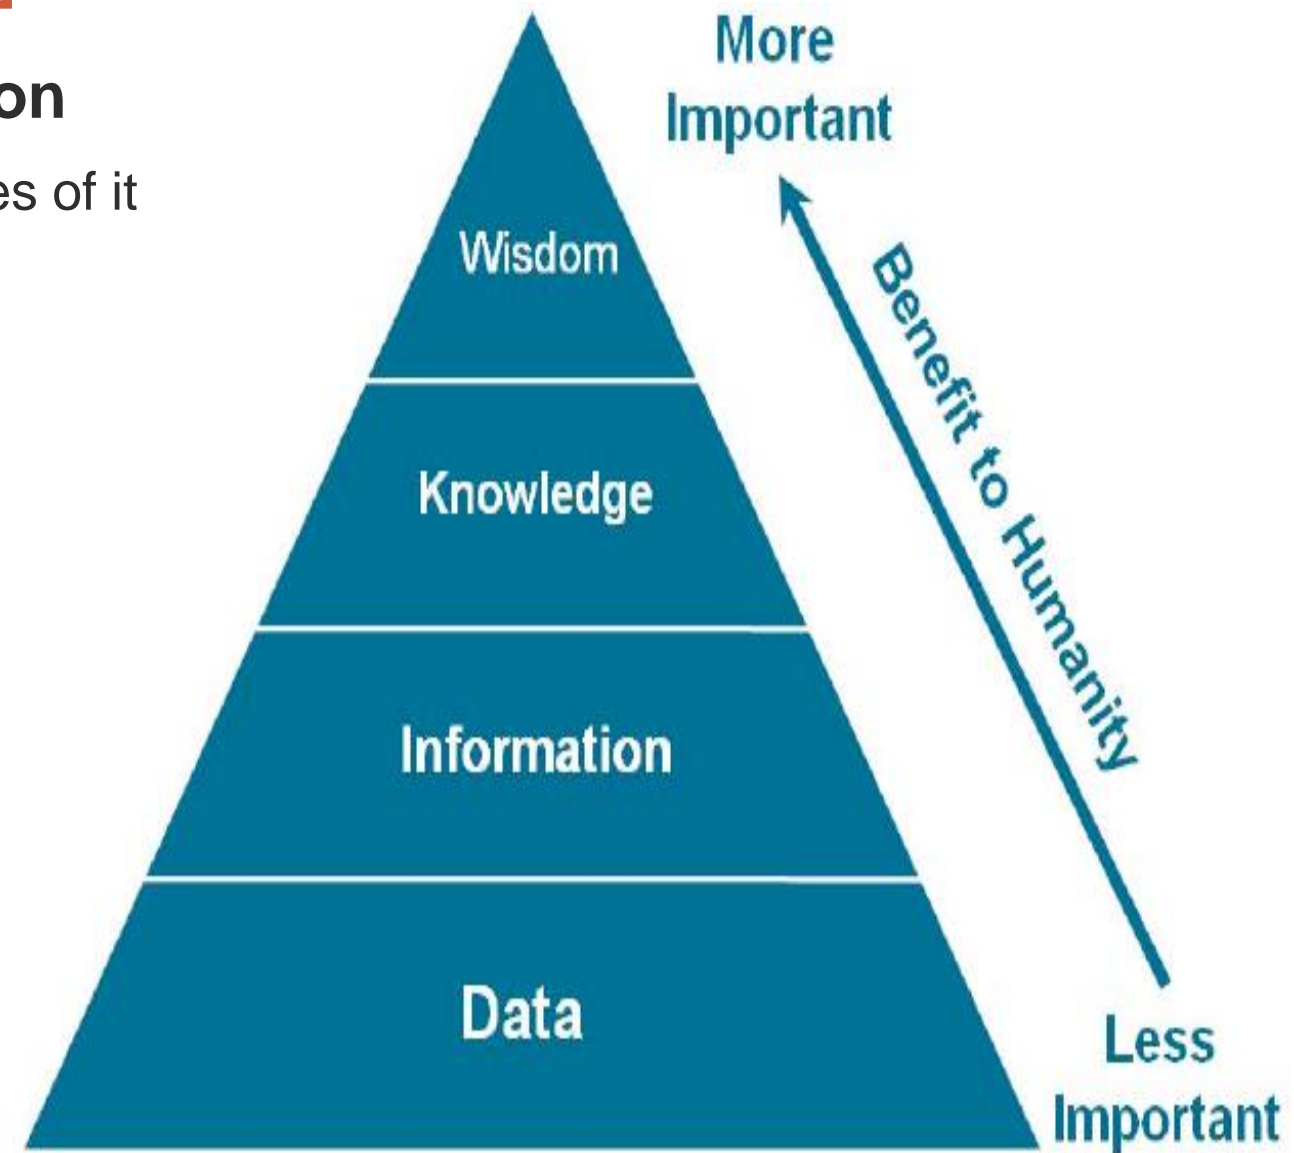 on
es of it
More
Important
Wisdom
Benefit to Humanity
Knowledge
Information
Data
Less
Important